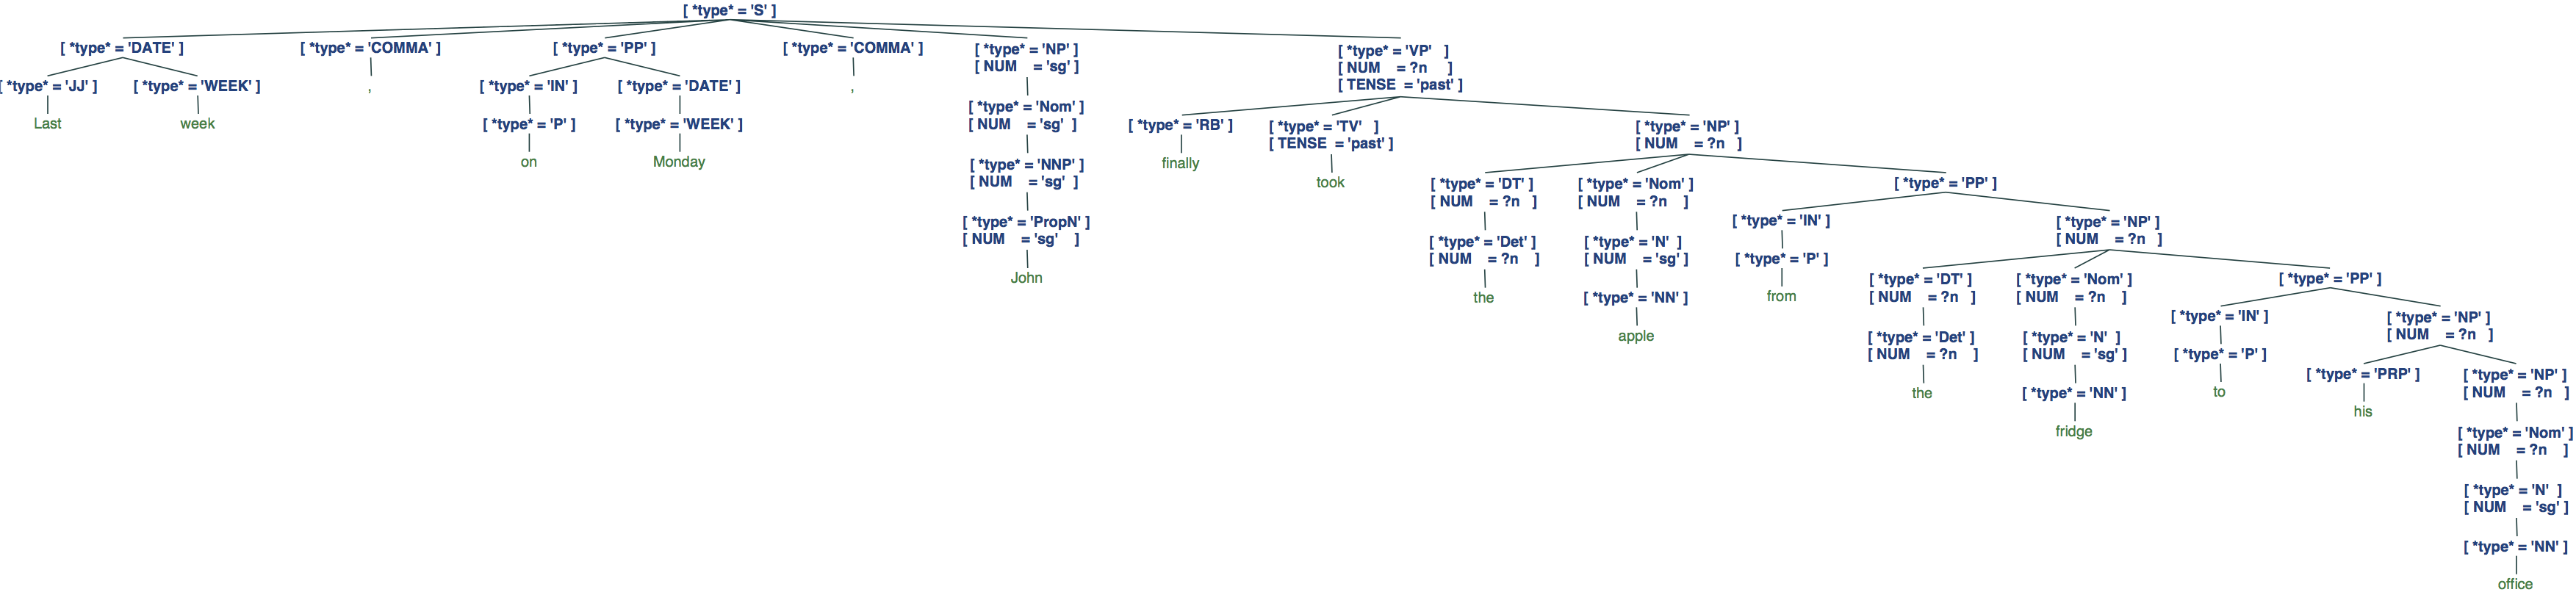 [ *type* = 'S' ]
[ *type* = 'DATE' ] [ *type* = 'COMMA' ] [ *type* = 'PP' ] [ *type* = 'COMMA' ] [ *type* = 'NP' ] [ *type* = 'VP' ]
[ NUM = 'sg' ] [ NUM = ?n ]
[ TENSE = 'past' ]
[ *type* = 'JJ' ] [ *type* = 'WEEK' ] , [ *type* = 'IN' ] [ *type* = 'DATE' ] ,
[ *type* = 'Nom' ]
[ NUM = 'sg' ]
Last week [ *type* = 'P' ] [ *type* = 'WEEK' ] [ *type* = 'RB' ] [ *type* = 'TV' ] [ *type* = 'NP' ]
[ TENSE = 'past' ] [ NUM = ?n ]
on Monday [ *type* = 'NNP' ] finally
[ NUM = 'sg' ] took [ *type* = 'DT' ] [ *type* = 'Nom' ] [ *type* = 'PP' ]
[ NUM = ?n ] [ NUM = ?n ]
[ *type* = 'PropN' ] [ *type* = 'IN' ] [ *type* = 'NP' ]
[ NUM = 'sg' ] [ *type* = 'Det' ] [ *type* = 'N' ] [ NUM = ?n ]
[ NUM = ?n ] [ NUM = 'sg' ] [ *type* = 'P' ]
John [ *type* = 'DT' ] [ *type* = 'Nom' ] [ *type* = 'PP' ]
the [ *type* = 'NN' ] from [ NUM = ?n ] [ NUM = ?n ]
[ *type* = 'IN' ] [ *type* = 'NP' ]
apple [ *type* = 'Det' ] [ *type* = 'N' ] [ NUM = ?n ]
[ NUM = ?n ] [ NUM = 'sg' ] [ *type* = 'P' ]
[ *type* = 'PRP' ] [ *type* = 'NP' ]
the [ *type* = 'NN' ] to [ NUM = ?n ]
his
fridge [ *type* = 'Nom' ]
[ NUM = ?n ]
[ *type* = 'N' ]
[ NUM = 'sg' ]
[ *type* = 'NN' ]
office